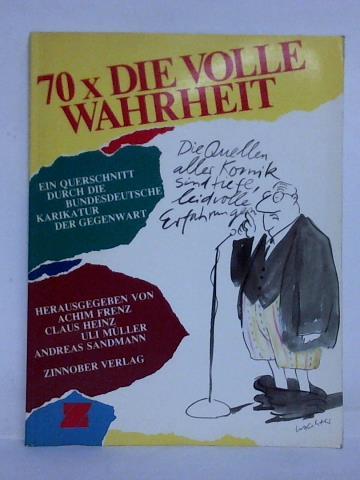 70 x DIE VOLLE
WAHRHEIT
EIN QUERSCHNITT
DURCH DIE
BUNDESDEUTSCHE
KARIKATUR
DER GEGENWART
Die Quellen
aller Komik
sind tiefe,
leidvolle
Erfahrungen
HERAUSGEGEBEN VON
ACHIM FRENZ
CLAUS HEINZ
ULI MÜLLER
ANDREAS SANDMANN
ZINNOBER VERLAG
Z